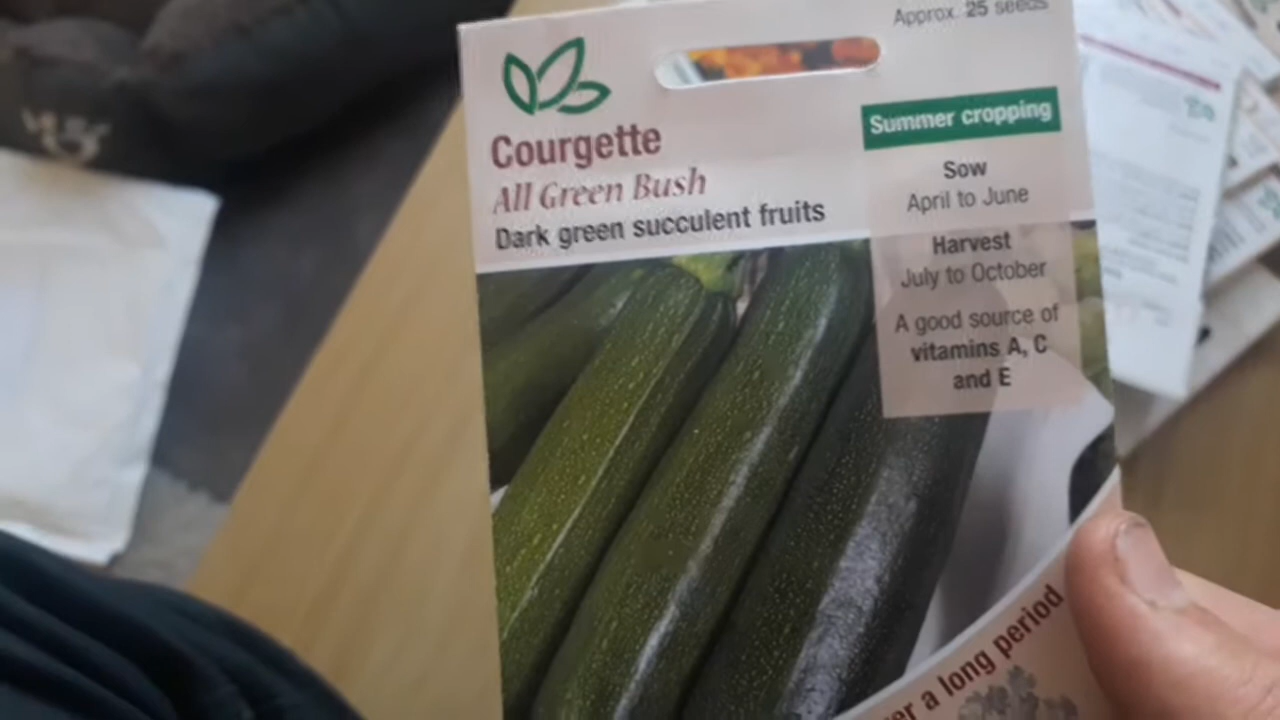 Approx. 25 seeds
Courgette
All Green Bush
Dark green succulent fruits
Summer cropping
Sow
April to June
Harvest
July to October
A good source of
vitamins A, C
and E
a long period